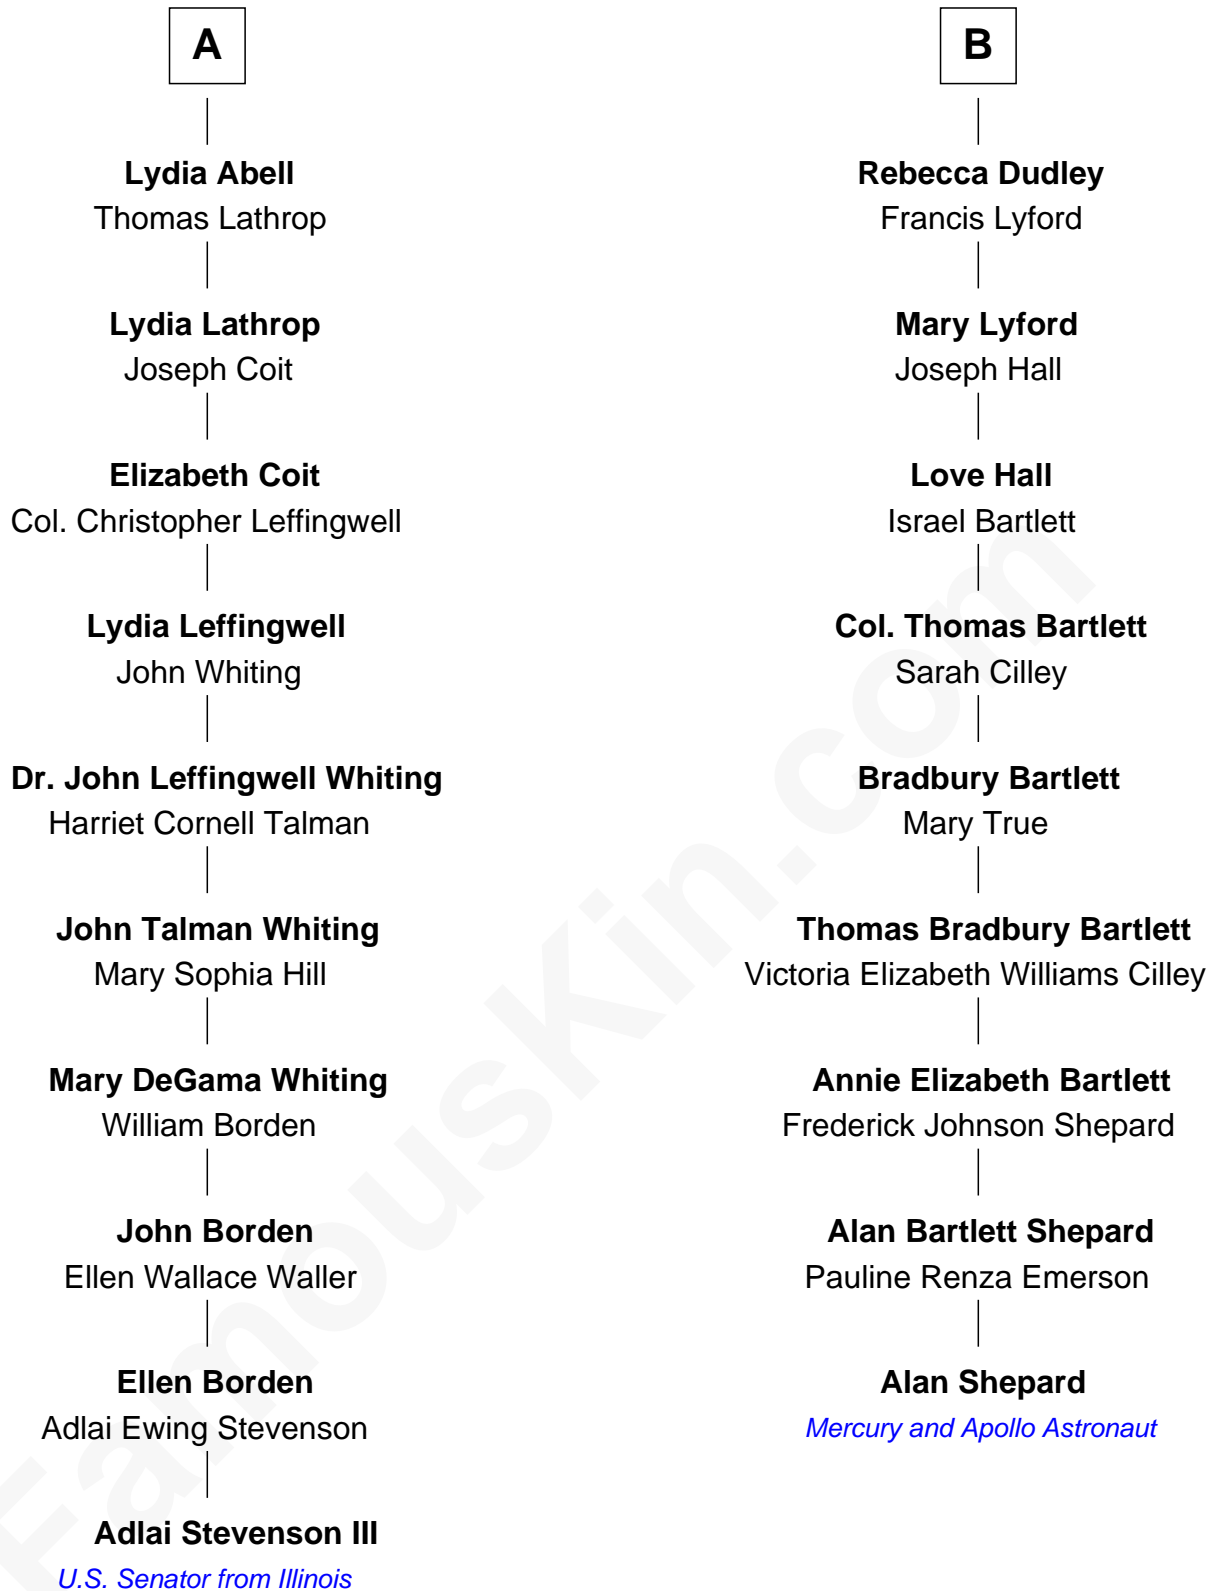 A
Lydia Abell
Thomas Lathrop
Lydia Lathrop
Joseph Coit
Elizabeth Coit
Col. Christopher Leffingwell
Lydia Leffingwell
John Whiting
Dr. John Leffingwell Whiting
Harriet Cornell Talman
John Talman Whiting
Mary Sophia Hill
Mary DeGama Whiting
William Borden
John Borden
Ellen Wallace Waller
Ellen Borden
Adlai Ewing Stevenson
Adlai Stevenson III
U.S. Senator from Illinois
B
Rebecca Dudley
Francis Lyford
Mary Lyford
Joseph Hall
Love Hall
Israel Bartlett
Col. Thomas Bartlett
Sarah Cilley
Bradbury Bartlett
Mary True
Thomas Bradbury Bartlett
Victoria Elizabeth Williams Cilley
Annie Elizabeth Bartlett
Frederick Johnson Shepard
Alan Bartlett Shepard
Pauline Renza Emerson
Alan Shepard
Mercury and Apollo Astronaut
FamousKin.com